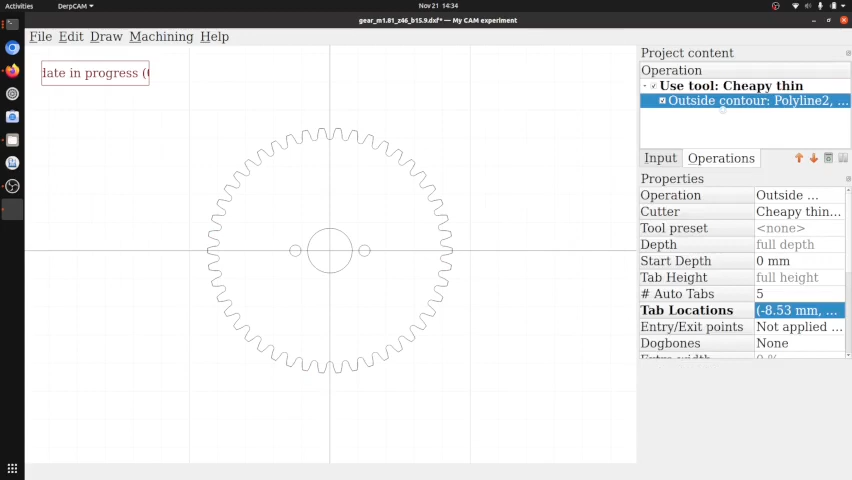 Activities
DerpCAM
Nov 21 14:34
gear_m1.81_z46_b15.9.dxf* — My CAM experiment
File Edit Draw Machining Help
date in progress (
Project content
Operation
Use tool: Cheapy thin
Outside contour: Polyline2, ...
Input Operations
Properties
Operation Outside ...
Cutter Cheapy thin...
Tool preset <none>
Depth full depth
Start Depth 0 mm
Tab Height full height
# Auto Tabs 5
Tab Locations (-8.53 mm, ...
Entry/Exit points Not applied ...
Dogbones None
Extra width 0 %